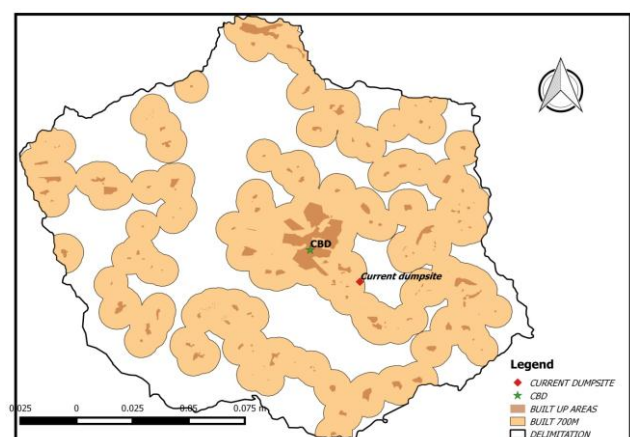 CBD
Current dumpsite
Legend
CURRENT DUMPSITE
CBD
BUILT UP AREAS
BUILT 700M
DELIMITATION
0.025 0 0.025 0.05 0.075 m